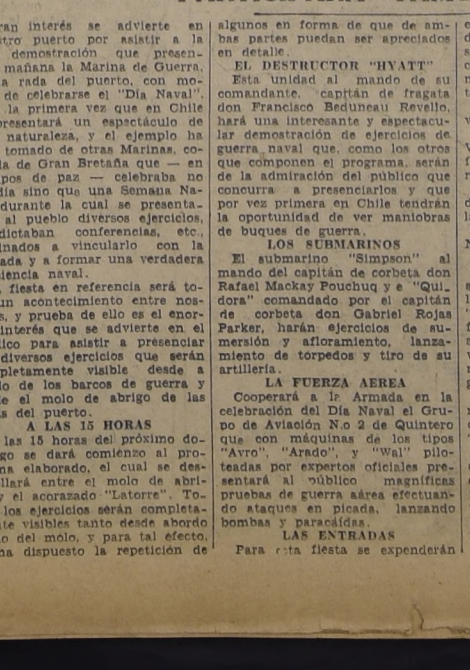 ran interés se advierte en
tro puerto por asistir a la
demostración que presen-
mañana la Marina de Guerra,
a rada del puerto, con mo-
de celebrarse el "Día Naval".
la primera vez que en Chile
presentará un espectáculo de
naturaleza, y el ejemplo ha
tomado de otras Marinas, co-
la de Gran Bretaña que — en
pos de paz — celebraba no
día sino que una Semana Na-
durante la cual se presenta-
al pueblo diversos ejercicios,
dictaban conferencias, etc.,
inados a vincularlo con la
ada y a formar una verdadera
iencia naval.
fiesta en referencia será to-
un acontecimiento entre nos-
s, y prueba de ello es el enor-
interés que se advierte en el
lico para asistir a presenciar
diversos ejercicios que serán
pletamente visible desde a
lo de los barcos de guerra y
e el molo de abrigo de las
s del puerto.
A LAS 15 HORAS
las 15 horas del próximo do-
go se dará comienzo al pro-
ma elaborado, el cual se des-
llará entre el molo de abri-
y el acorazado "Latorre". To-
los ejercicios serán completa-
te visibles tanto desde abordo
o del molo, y para tal efecto,
ha dispuesto la repetición de
algunos en forma de que de am-
bas partes puedan ser apreciados
en detalle.
EL DESTRUCTOR "HYATT"
Esta unidad al mando de su
comandante, capitán de fragata
don Francisco Beduneau Revello,
hará una interesante y espectacu-
lar demostración de ejercicios de
guerra naval que, como los otros
que componen el programa, serán
de la admiración del público que
concurra a presenciarlos y que
por vez primera en Chile tendrán
la oportunidad de ver maniobras
de buques de guerra.
LOS SUBMARINOS
El submarino "Simpson" al
mando del capitán de corbeta don
Rafael Mackay Pouchuq y e "Qui-
dora" comandado por el capitán
de corbeta don Gabriel Rojas
Parker, harán ejercicios de su-
mersión y afloramiento, lanza-
miento de torpedos y tiro de su
artillería.
LA FUERZA AEREA
Cooperará a la Armada en la
celebración del Día Naval el Gru-
po de Aviación N.o 2 de Quintero
que con máquinas de los tipos
"Avro", "Arado", y "Wal" pilo-
teadas por expertos oficiales pre-
sentará al público magníficas
pruebas de guerra aárea efectuan-
do ataques en picada, lanzando
bombas y paracaídas.
LAS ENTRADAS
Para esta fiesta se expenderán